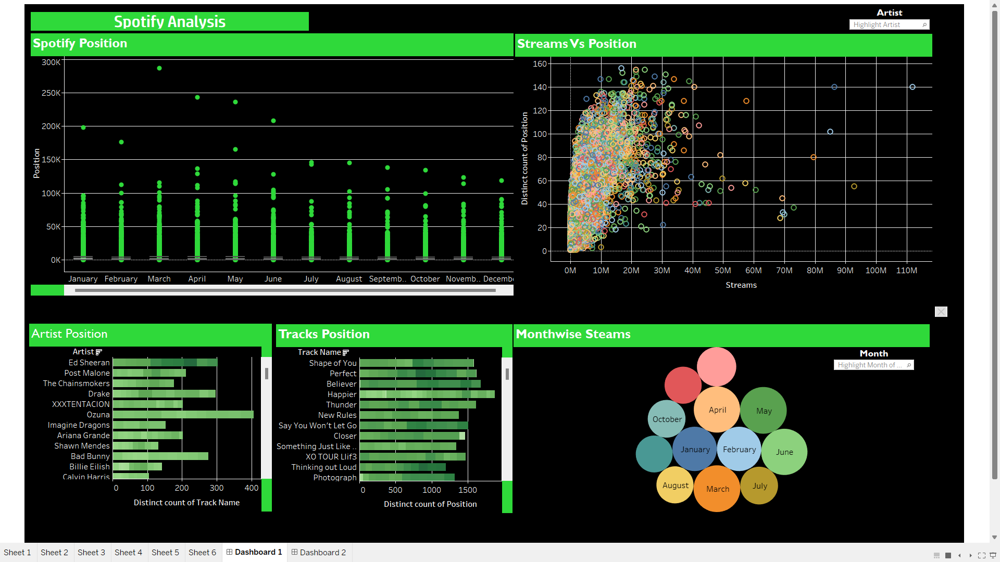 Spotify Analysis
Artist
Highlight Artist
Spotify Position
Streams Vs Position
300K
250K
200K
150K
100K
50K
0K
Position
January February March April May June July August Septemb.. October Novemb.. Decembe
160
140
120
100
80
60
40
20
0
Distinct count of Position
0M 10M 20M 30M 40M 50M 60M 70M 80M 90M 100M 110M
Streams
Artist Position
Artist
Ed Sheeran
Post Malone
The Chainsmokers
Drake
XXXTENTACION
Ozuna
Imagine Dragons
Ariana Grande
Shawn Mendes
Bad Bunny
Billie Eilish
Calvin Harris
0 100 200 300 400
Distinct count of Track Name
Tracks Position
Track Name
Shape of You
Perfect
Believer
Happier
Thunder
New Rules
Say You Won't Let Go
Closer
Something Just Like ..
XO TOUR Llif3
Thinking out Loud
Photograph
0 500 1000 1500
Distinct count of Position
Monthwise Steams
Month
Highlight Month of ...
April
May
October
January
February
June
August
March
July
Sheet 1 Sheet 2 Sheet 3 Sheet 4 Sheet 5 Sheet 6 Dashboard 1 Dashboard 2